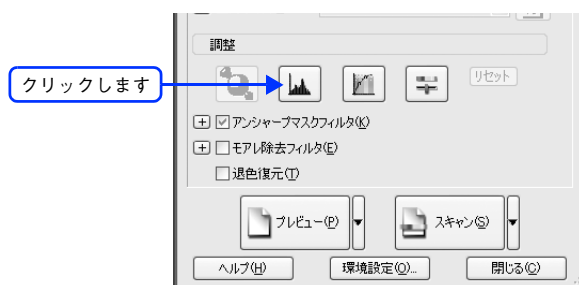 調整
クリックします
リセット
アンシャープマスクフィルタ(K)
モアレ除去フィルタ(E)
退色復元(T)
プレビュー(P)
スキャン(S)
ヘルプ(H)
環境設定(O)...
閉じる(C)